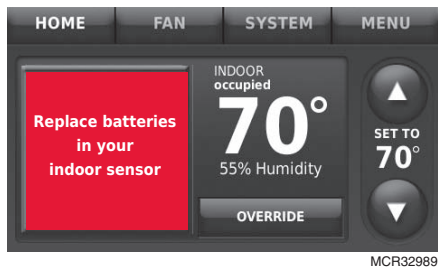 HOME FAN SYSTEM MENU
Replace batteries
in your
indoor sensor
INDOOR
occupied
70°
55% Humidity
OVERRIDE
SET TO
70°
MCR32989